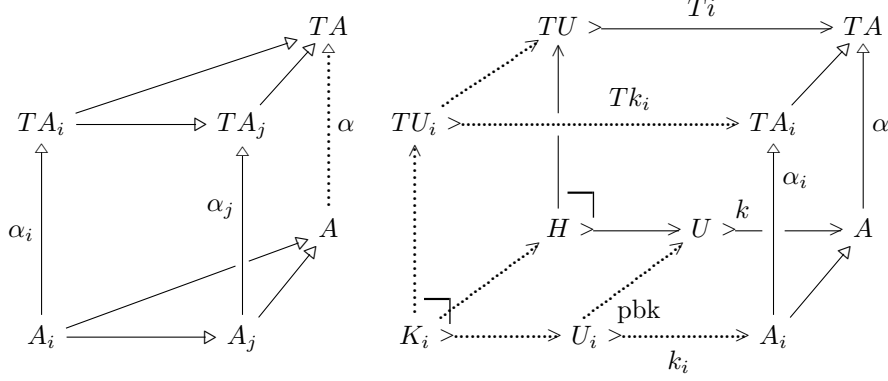 TA TU Ti TA
TA_i TA_j α TU_i Tk_i TA_i α
α_i α_j α_i
A H U k A
A_i A_j K_i U_i pbk A_i
k_i